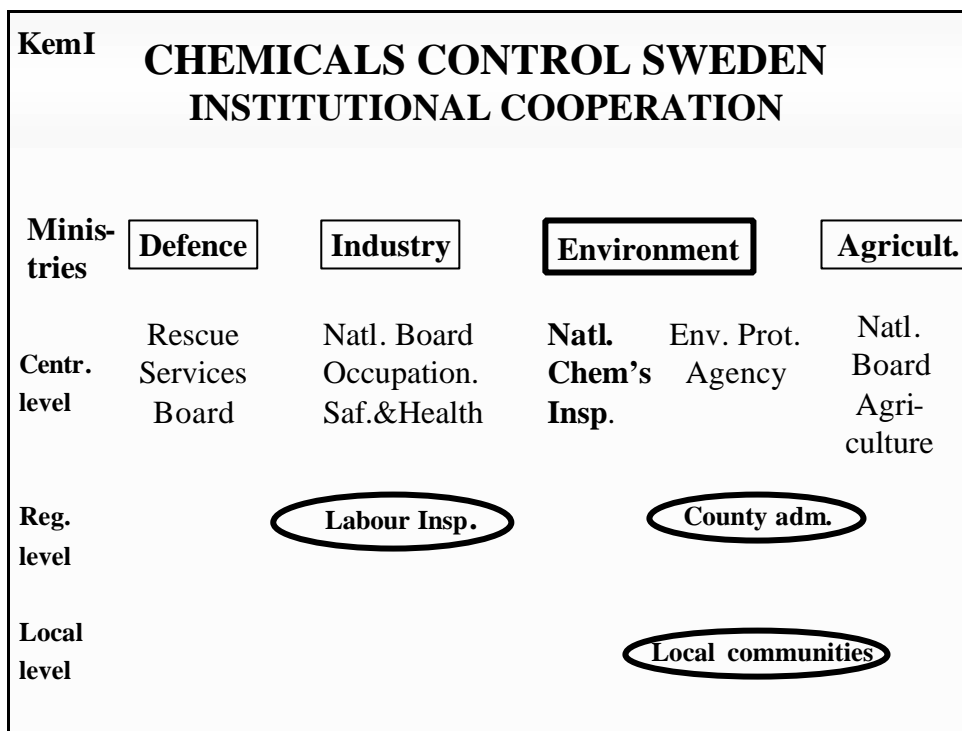 KemI
CHEMICALS CONTROL SWEDEN
INSTITUTIONAL COOPERATION
Minis-
tries
Defence
Industry
Environment
Agricult.
Centr.
level
Rescue
Services
Board
Natl. Board
Occupation.
Saf.&Health
Natl.
Chem’s
Insp.
Env. Prot.
Agency
Natl.
Board
Agri-
culture
Reg.
level
Labour Insp.
County adm.
Local
level
Local communities